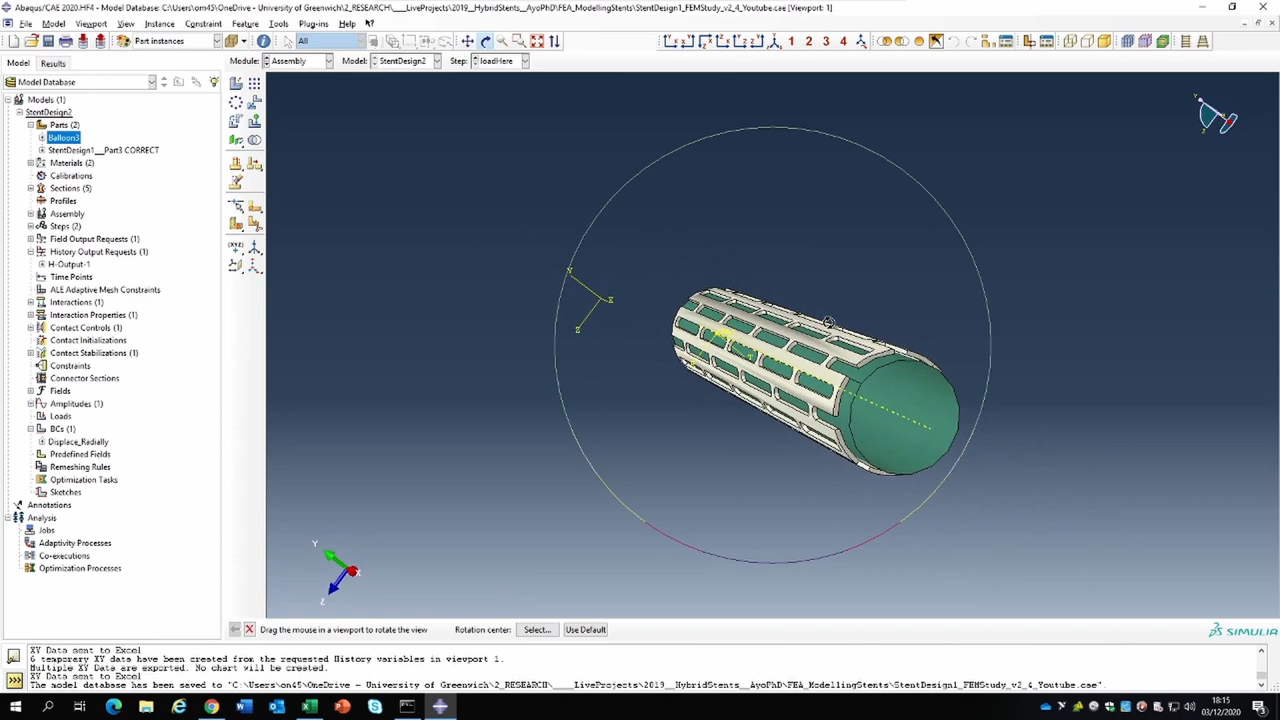 Abaqus/CAE 2020.HF4 - Model Database: C:\Users\om45\OneDrive - University of Greenwich\2_RESEARCH\____LiveProjects\2019__HybridStents__AyoPhD\FEA_ModellingStents\StentDesign1_FEMStudy_v2_4_Youtube.cae [Viewport: 1]
File Model Viewport View Instance Constraint Feature Tools Plug-ins Help
Part instances
All
1 2 3 4
Model Results
Module: Assembly Model: StentDesign2 Step: loadHere
Model Database
Models (1)
StentDesign2
Parts (2)
Balloon3
StentDesign1__Part3 CORRECT
Materials (2)
Calibrations
Sections (5)
Profiles
Assembly
Steps (2)
Field Output Requests (1)
History Output Requests (1)
H-Output-1
Time Points
ALE Adaptive Mesh Constraints
Interactions (1)
Interaction Properties (1)
Contact Controls (1)
Contact Initializations
Contact Stabilizations (1)
Constraints
Connector Sections
Fields
Amplitudes (1)
Loads
BCs (1)
Displace_Radially
Predefined Fields
Remeshing Rules
Optimization Tasks
Sketches
Annotations
Analysis
Jobs
Adaptivity Processes
Co-executions
Optimization Processes
Y
Z
X
Drag the mouse in a viewport to rotate the view Rotation center: Select... Use Default
SIMULIA
XY Data sent to Excel
6 temporary XY data have been created from the requested History variables in viewport 1.
Multiple XY Data are exported. No chart will be created.
XY Data sent to Excel
The model database has been saved to "C:\Users\om45\OneDrive - University of Greenwich\2_RESEARCH\____LiveProjects\2019__HybridStents__AyoPhD\FEA_ModellingStents\StentDesign1_FEMStudy_v2_4_Youtube.cae".
18:15
03/12/2020